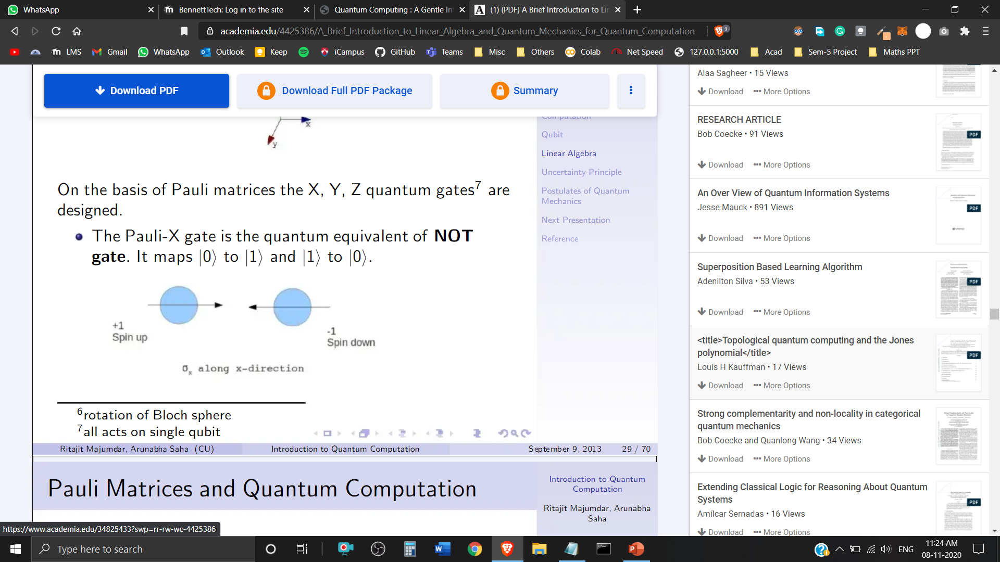 WhatsApp
BennettTech: Log in to the site
Quantum Computing : A Gentle In
(1) (PDF) A Brief Introduction to Lin
academia.edu/4425386/A_Brief_Introduction_to_Linear_Algebra_and_Quantum_Mechanics_for_Quantum_Computation
9
LMS
Gmail
WhatsApp
Outlook
Keep
iCampus
GitHub
Teams
Misc
Others
Colab
Net Speed
127.0.0.1:5000
Acad
Sem-5 Project
Maths PPT
Download PDF
Download Full PDF Package
Summary
x
y
On the basis of Pauli matrices the X, Y, Z quantum gates⁷ are
designed.
The Pauli-X gate is the quantum equivalent of NOT
gate. It maps |0⟩ to |1⟩ and |1⟩ to |0⟩.
+1
Spin up
-1
Spin down
σₓ along x-direction
⁶rotation of Bloch sphere
⁷all acts on single qubit
Ritajit Majumdar, Arunabha Saha (CU)
Introduction to Quantum Computation
September 9, 2013
29 / 70
Computation
Qubit
Linear Algebra
Uncertainty Principle
Postulates of Quantum
Mechanics
Next Presentation
Reference
Pauli Matrices and Quantum Computation
Introduction to Quantum
Computation
Ritajit Majumdar, Arunabha
Saha
Alaa Sagheer • 15 Views
Download ••• More Options
RESEARCH ARTICLE
Bob Coecke • 91 Views
PDF
Download ••• More Options
An Over View of Quantum Information Systems
Jesse Mauck • 891 Views
PDF
Download ••• More Options
Superposition Based Learning Algorithm
Adenilton Silva • 53 Views
PDF
Download ••• More Options
<title>Topological quantum computing and the Jones
polynomial</title>
Louis H Kauffman • 17 Views
PDF
Download ••• More Options
Strong complementarity and non-locality in categorical
quantum mechanics
Bob Coecke and Quanlong Wang • 34 Views
Download ••• More Options
Extending Classical Logic for Reasoning About Quantum
Systems
Amílcar Sernadas • 16 Views
PDF
Download ••• More Options
https://www.academia.edu/34825433?swp=rr-rw-wc-4425386
Type here to search
ENG
11:24 AM
08-11-2020